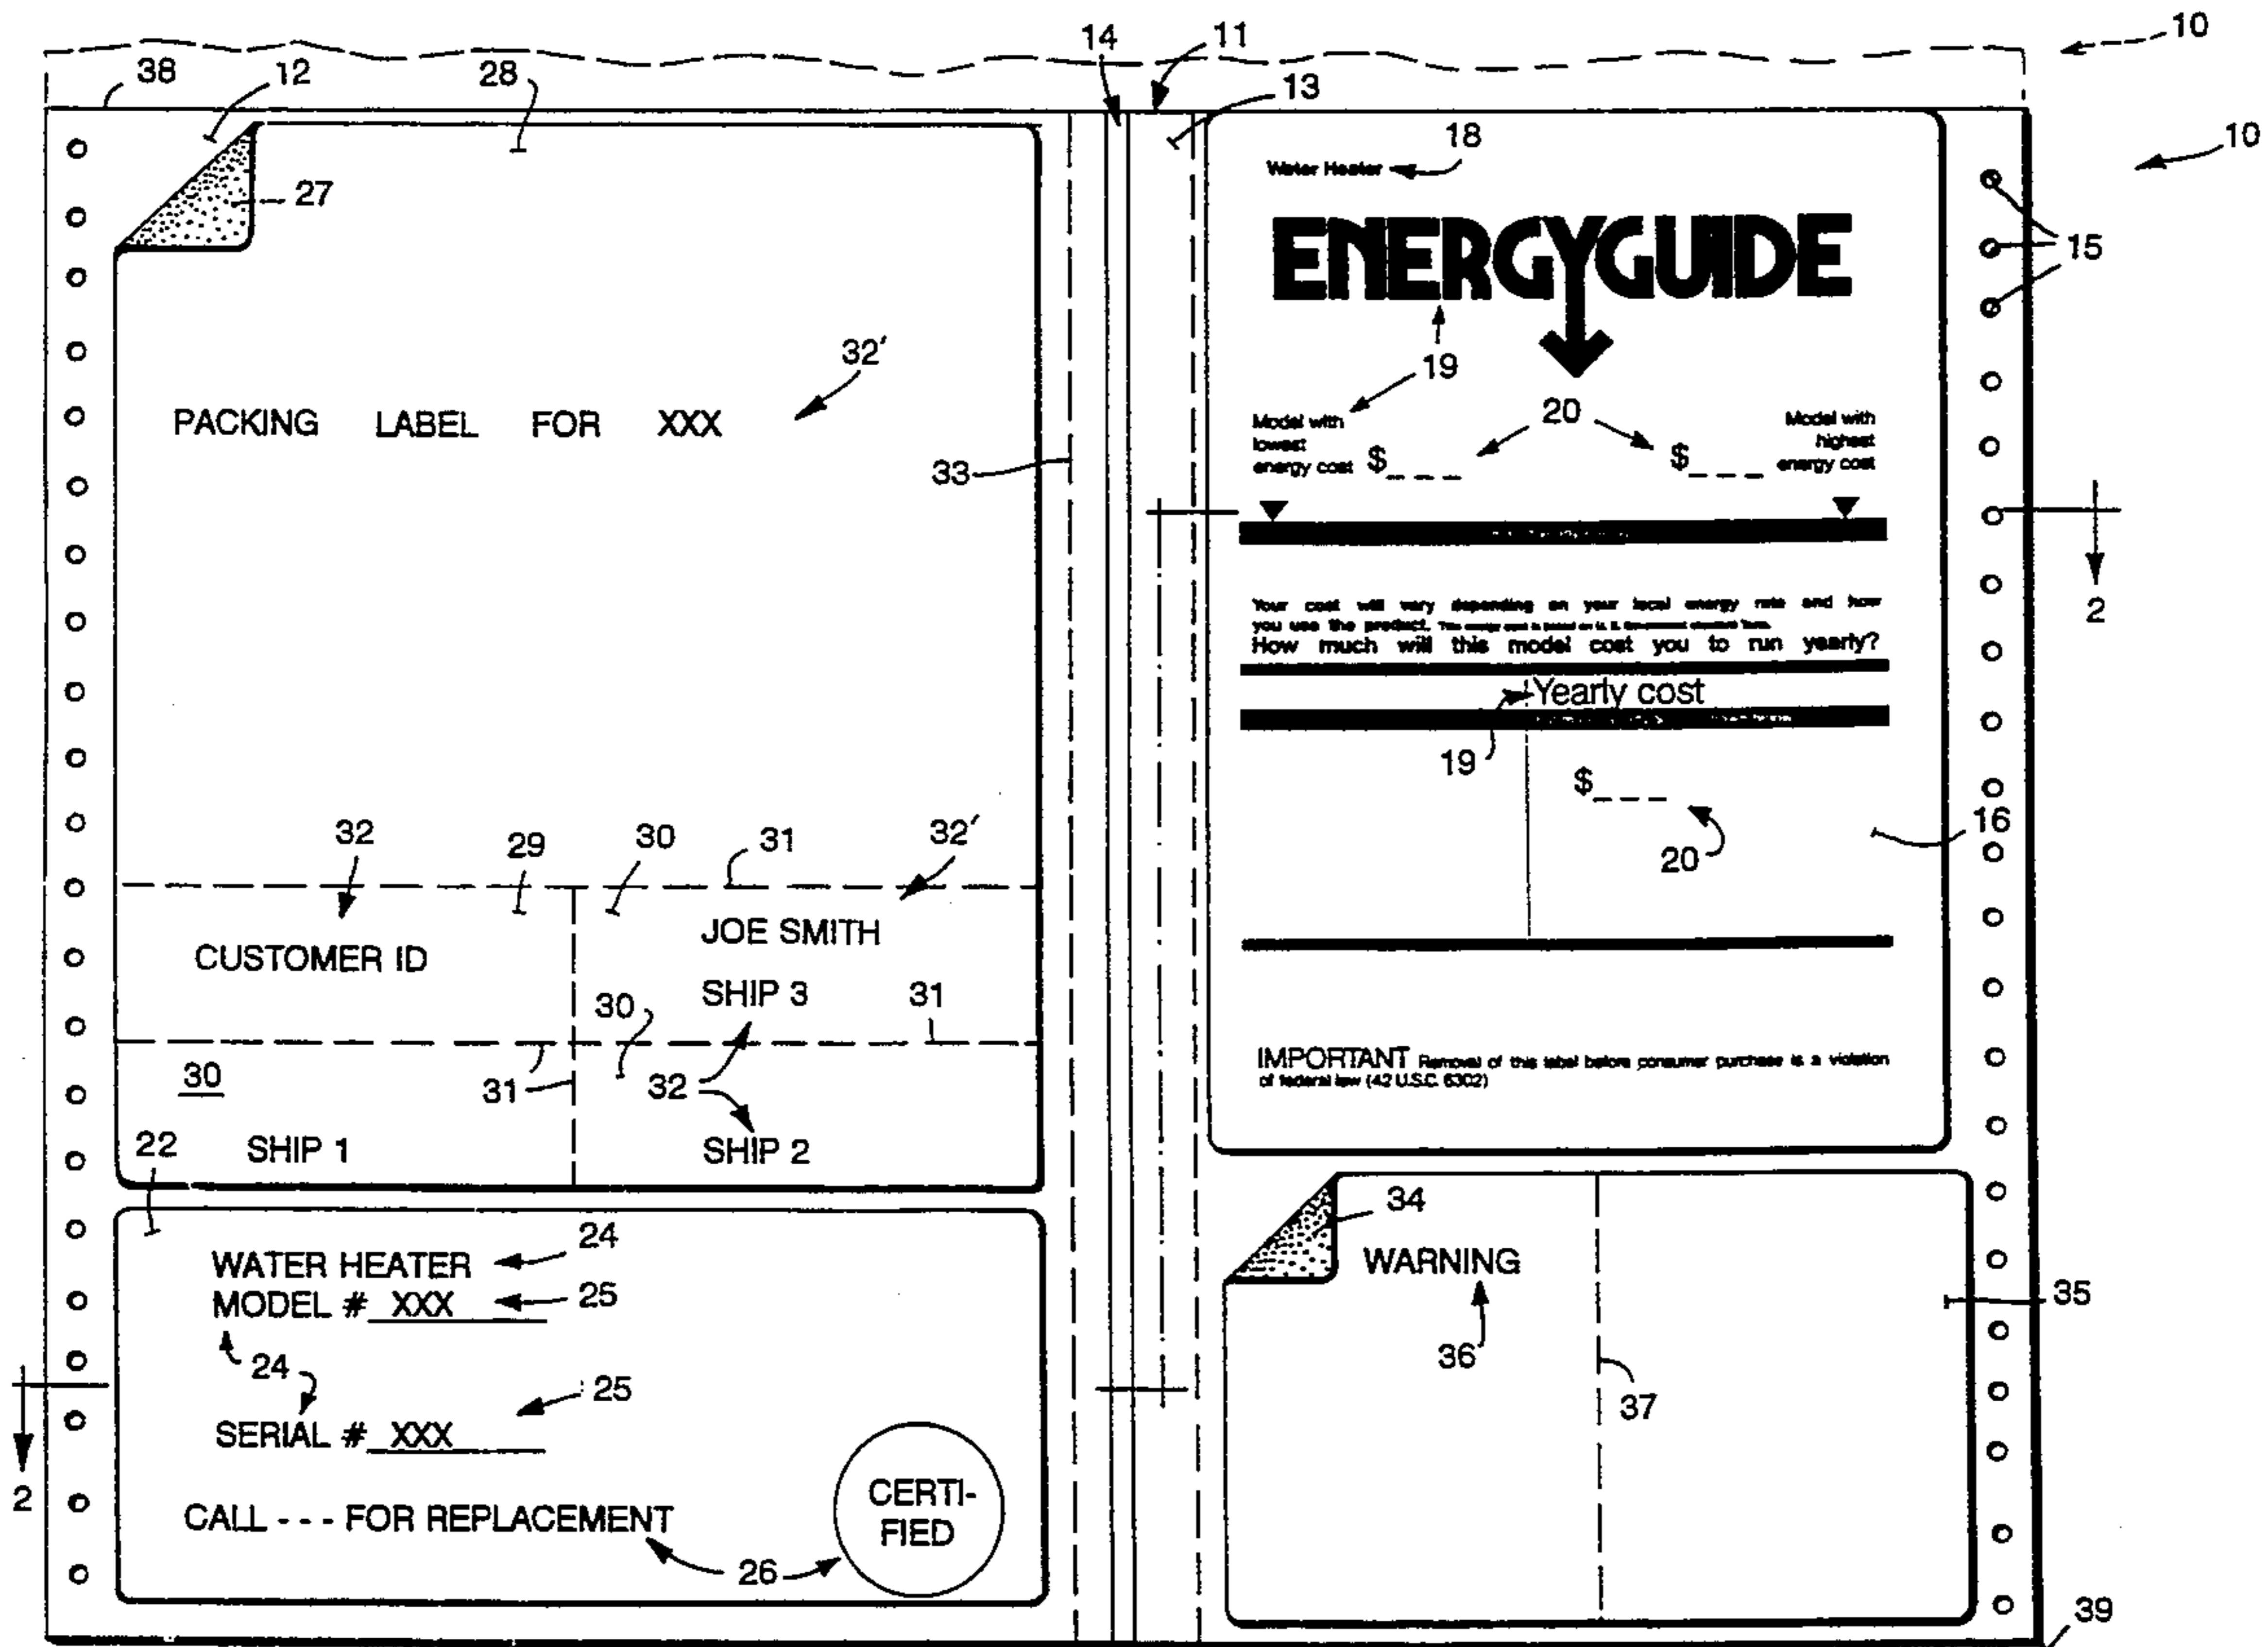 10
14
11
38
12
28
13
10
18
Water Heater
27
15
ENERGYGUIDE
19
32'
20
PACKING LABEL FOR XXX
Model with
lowest
energy cost $_ _ _
$_ _ _
Model with
highest
energy cost
33
2
Your cost will vary depending on your local energy rate and how
you use the product.
How much will this model cost you to run yearly?
Yearly cost
19
$_ _ _
16
20
32
29
30
31
32'
CUSTOMER ID
JOE SMITH
SHIP 3
30
31
30
31
32
IMPORTANT Removal of this label before consumer purchase is a violation
of federal law (42 U.S.C. 6302)
22
SHIP 1
SHIP 2
34
WATER HEATER
24
WARNING
MODEL # XXX
25
35
36
24
25
37
SERIAL # XXX
2
CALL - - - FOR REPLACEMENT
CERTI-
FIED
26
39